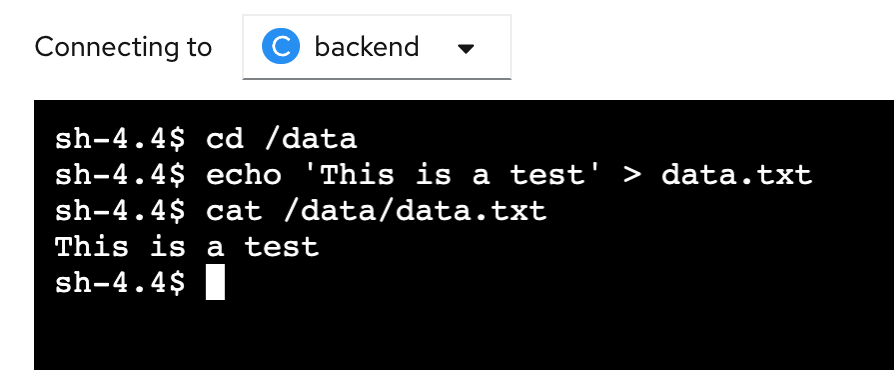 Connecting to C backend
sh-4.4$ cd /data
sh-4.4$ echo 'This is a test' > data.txt
sh-4.4$ cat /data/data.txt
This is a test
sh-4.4$